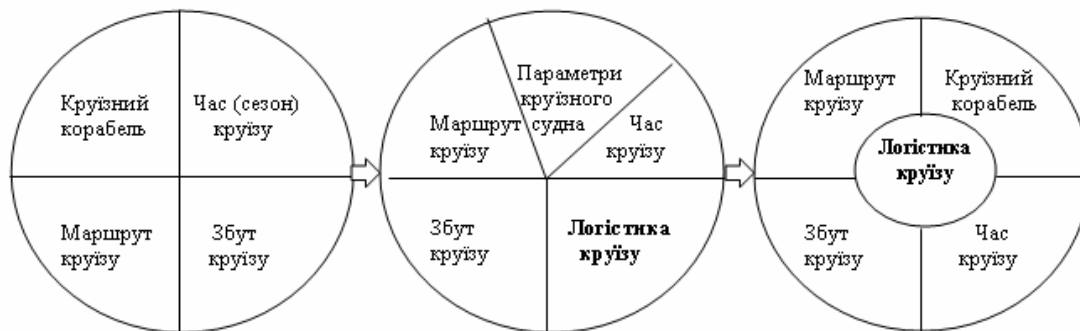 Круїзний
корабель
Час (сезон)
круїзу
Маршрут
круїзу
Збут
круїзу
Параметри
круїзного
судна
Маршрут
круїзу
Час
круїзу
Збут
круїзу
Логістика
круїзу
Маршрут
круїзу
Круїзний
корабель
Логістика
круїзу
Збут
круїзу
Час
круїзу